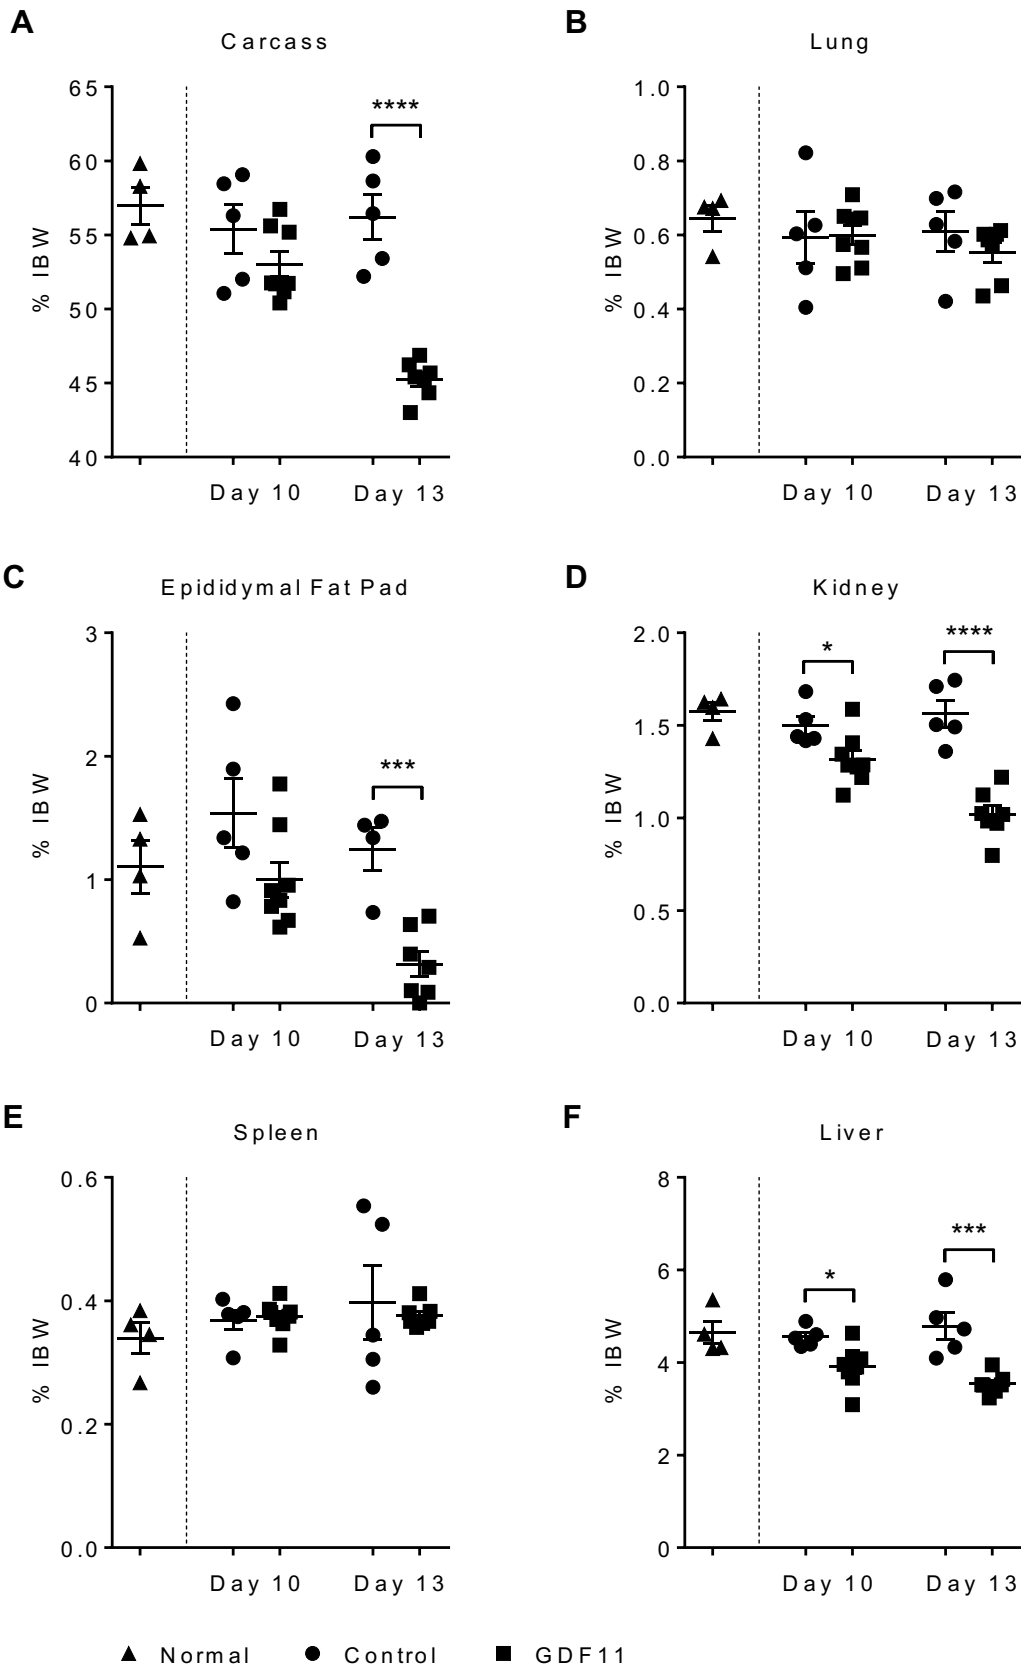 A
Carcass
65
60
55
50
45
40
% IBW
****
Day 10
Day 13
B
Lung
1.0
0.8
0.6
0.4
0.2
0.0
% IBW
Day 10
Day 13
C
Epididymal Fat Pad
3
2
1
0
% IBW
***
Day 10
Day 13
D
Kidney
2.0
1.5
1.0
0.5
0.0
% IBW
*
****
Day 10
Day 13
E
Spleen
0.6
0.4
0.2
0.0
% IBW
Day 10
Day 13
F
Liver
8
6
4
2
0
% IBW
*
***
Day 10
Day 13
Normal
Control
GDF11